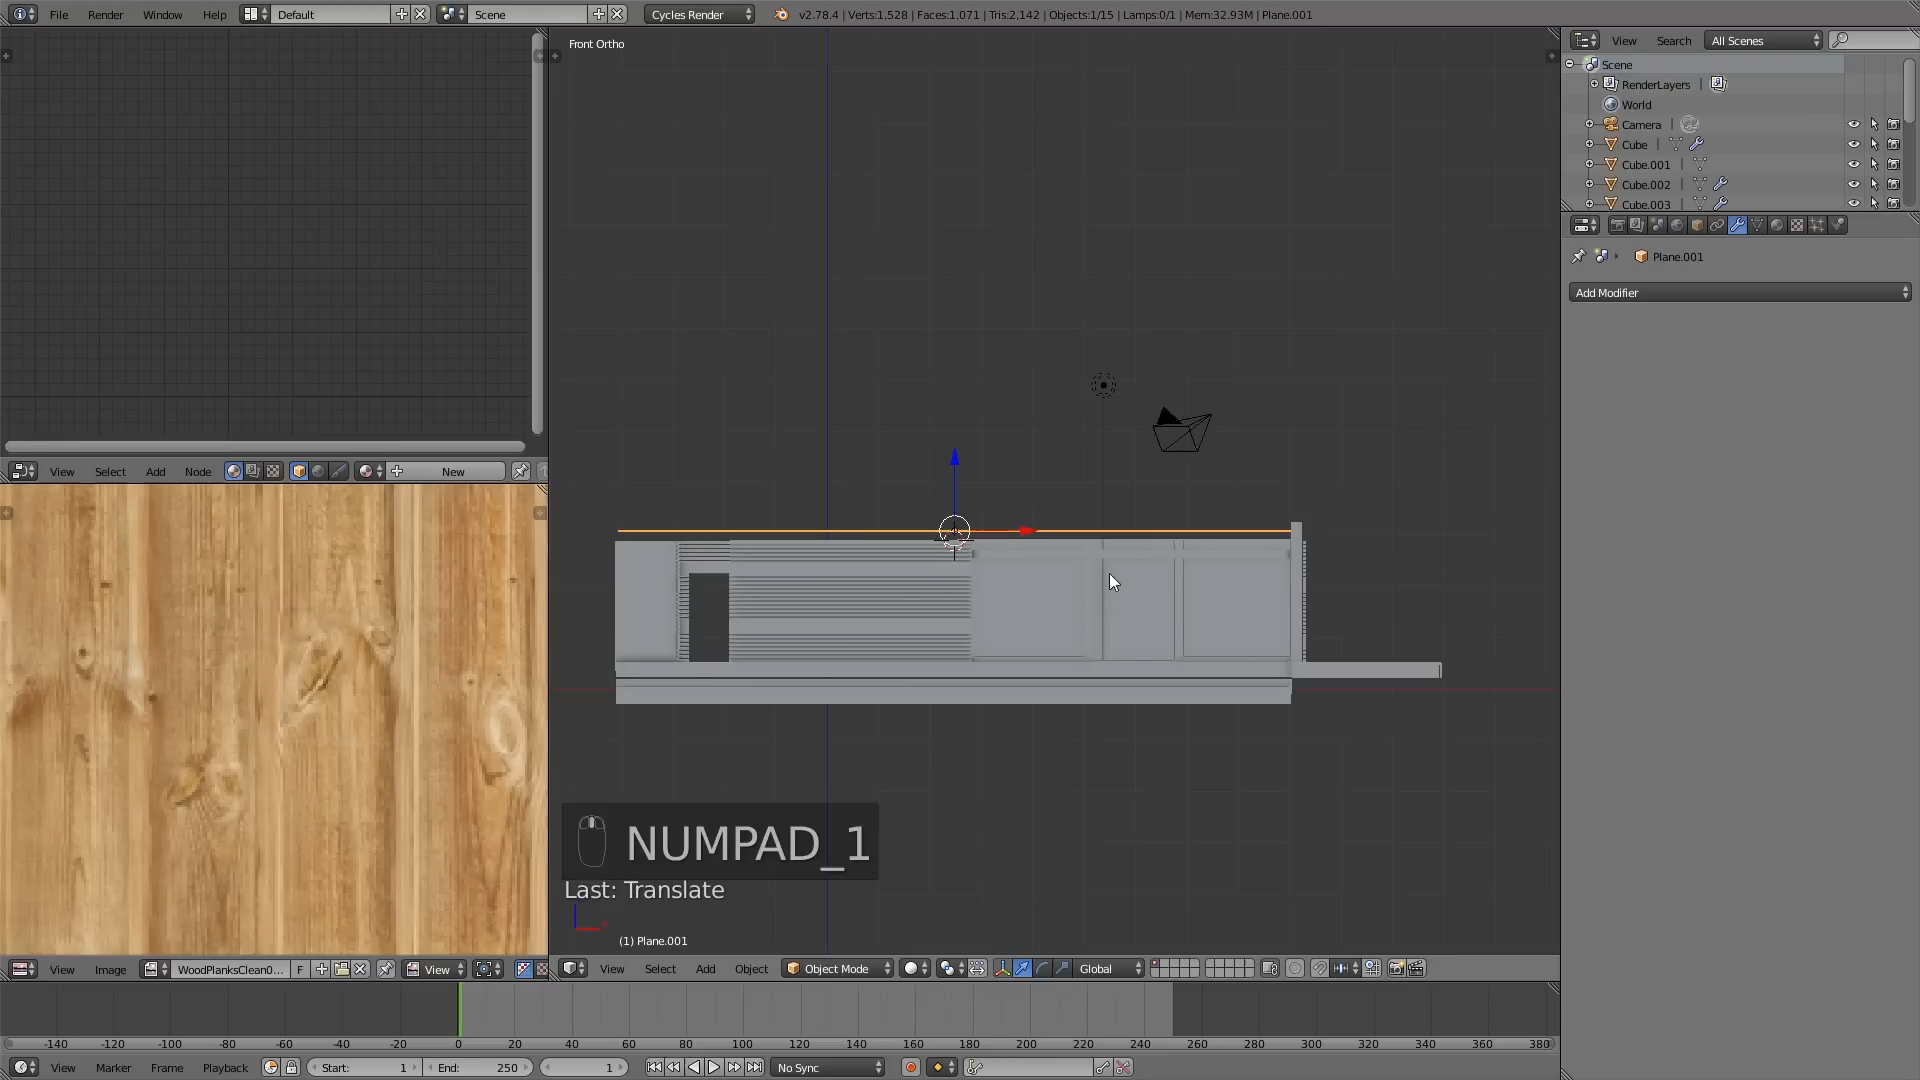 File Render Window Help Default Scene Cycles Render v2.78.4 | Verts:1,528 | Faces:1,071 | Tris:2,142 | Objects:1/15 | Lamps:0/1 | Mem:32.93M | Plane.001
View Search All Scenes
Front Ortho
Scene
RenderLayers
World
Camera
Cube
Cube.001
Cube.002
Cube.003
Plane.001
Add Modifier
View Select Add Node New
NUMPAD_1
Last: Translate
(1) Plane.001
View Image WoodPlanksClean0... F View
View Select Add Object Object Mode Global
-140 -120 -100 -80 -60 -40 -20 0 20 40 60 80 100 120 140 160 180 200 220 240 260 280 300 320 340 360 380
View Marker Frame Playback Start: 1 End: 250 1 No Sync